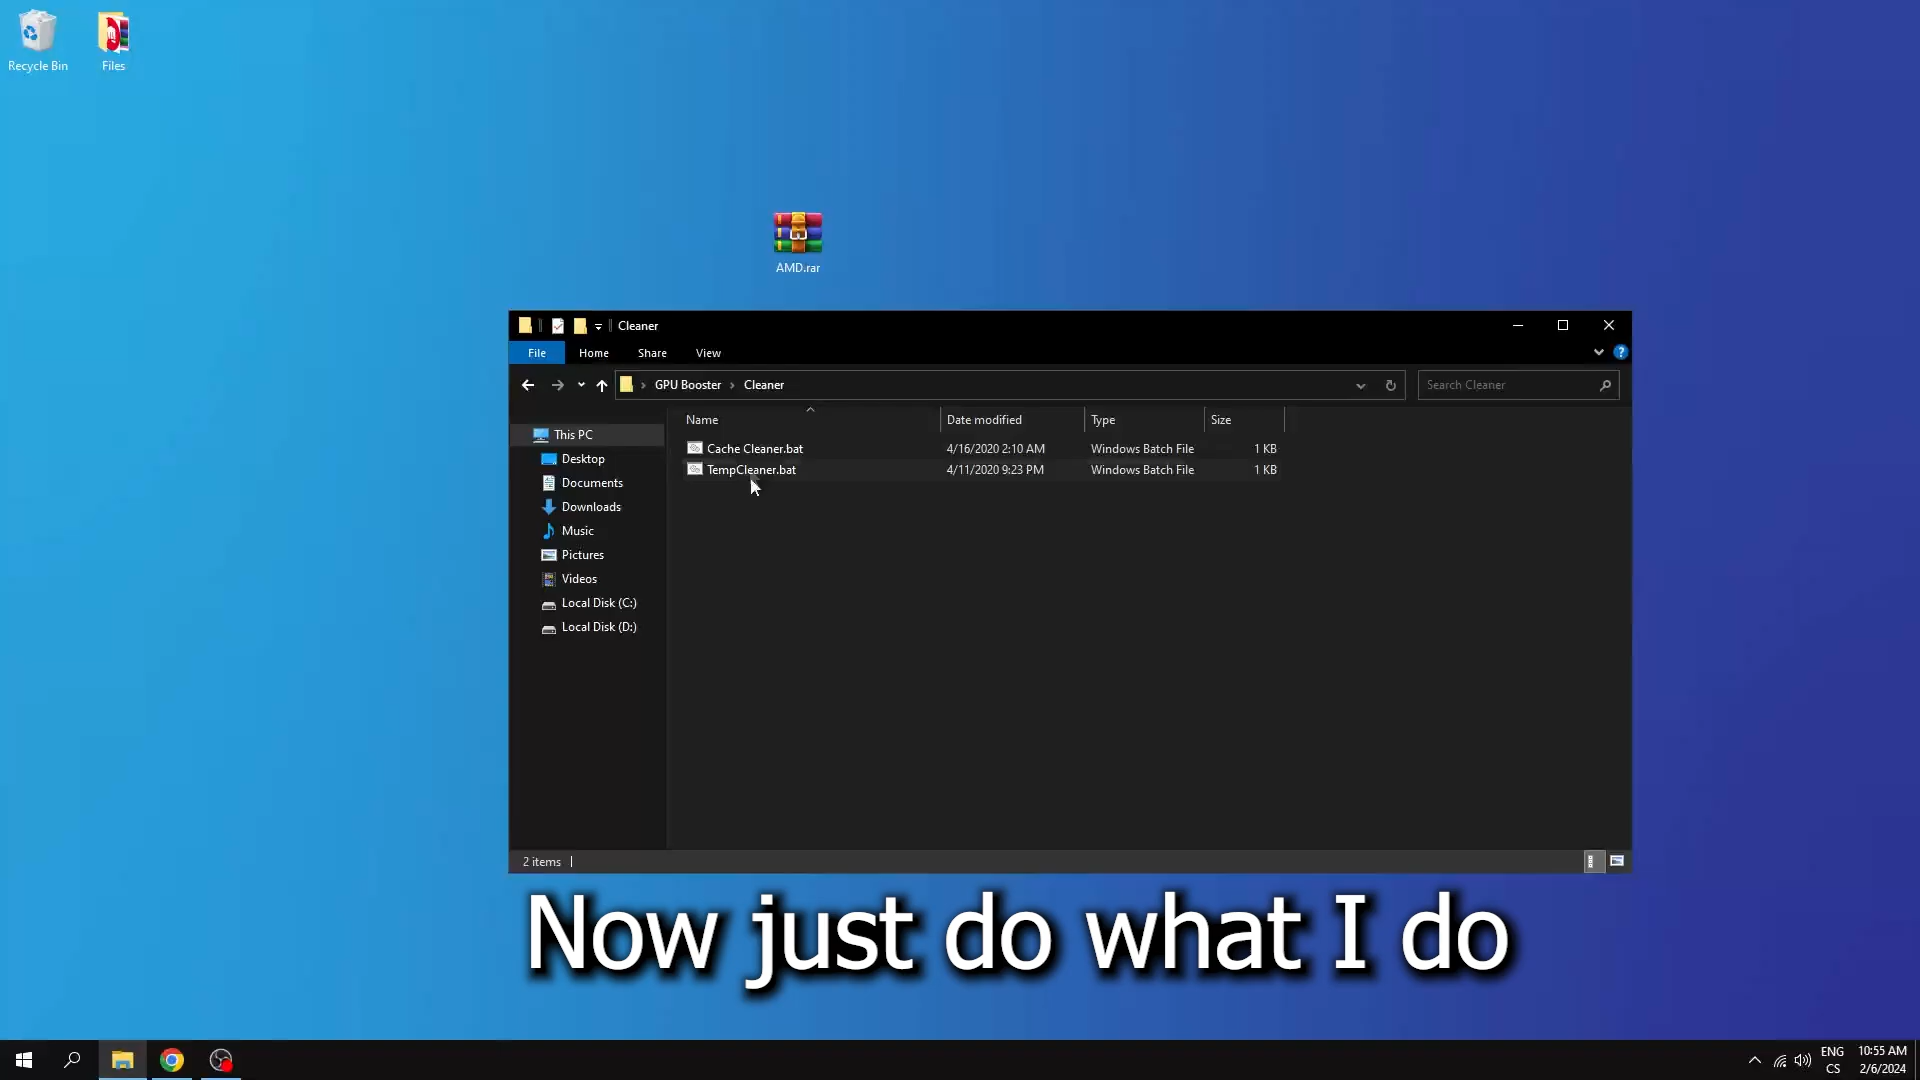 Recycle Bin
Files
AMD.rar
Cleaner
File Home Share View
GPU Booster Cleaner
Search Cleaner
Name Date modified Type Size
Cache Cleaner.bat 4/16/2020 2:10 AM Windows Batch File 1 KB
TempCleaner.bat 4/11/2020 9:23 PM Windows Batch File 1 KB
This PC
Desktop
Documents
Downloads
Music
Pictures
Videos
Local Disk (C:)
Local Disk (D:)
2 items
Now just do what I do
ENG
CS
10:55 AM
2/6/2024